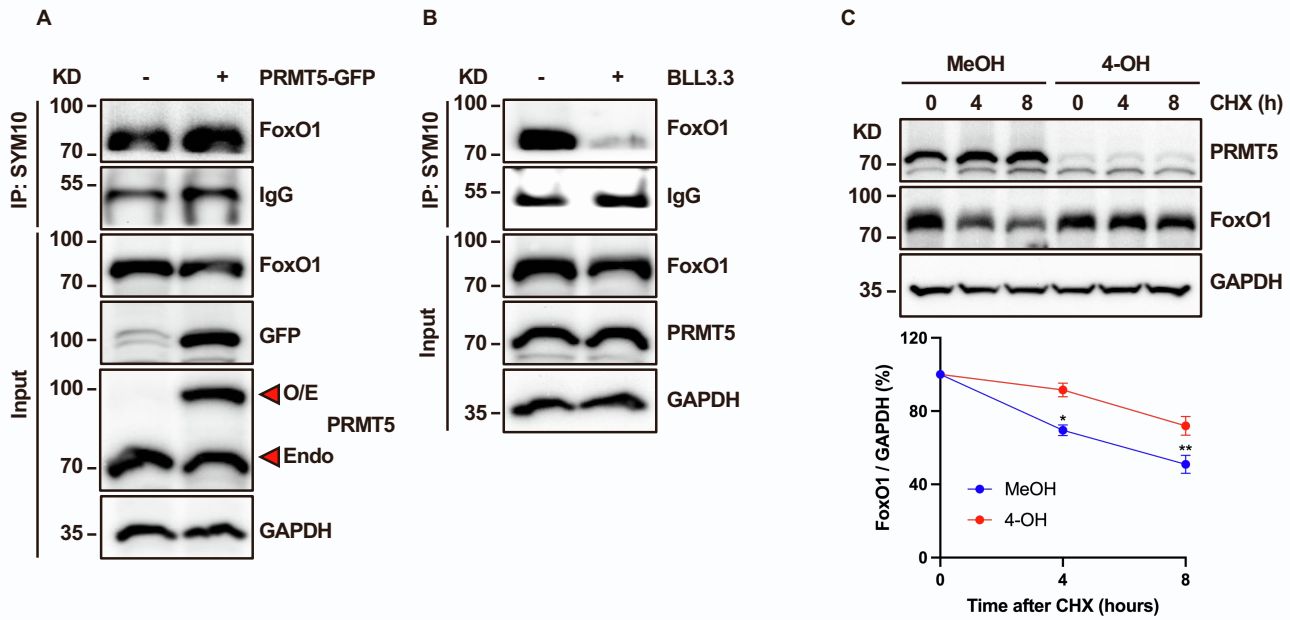 A
KD - + PRMT5-GFP
IP: SYM10
100
70
FoxO1
55
IgG
Input
100
70
FoxO1
100
GFP
100
70
O/E
PRMT5
Endo
35
GAPDH
B
KD - + BLL3.3
IP: SYM10
100
70
FoxO1
55
IgG
Input
100
70
FoxO1
70
PRMT5
35
GAPDH
C
MeOH 4-OH
0 4 8 0 4 8 CHX (h)
KD
70
PRMT5
100
70
FoxO1
35
GAPDH
FoxO1 / GAPDH (%)
120
80
40
0
*
**
MeOH
4-OH
0 4 8
Time after CHX (hours)